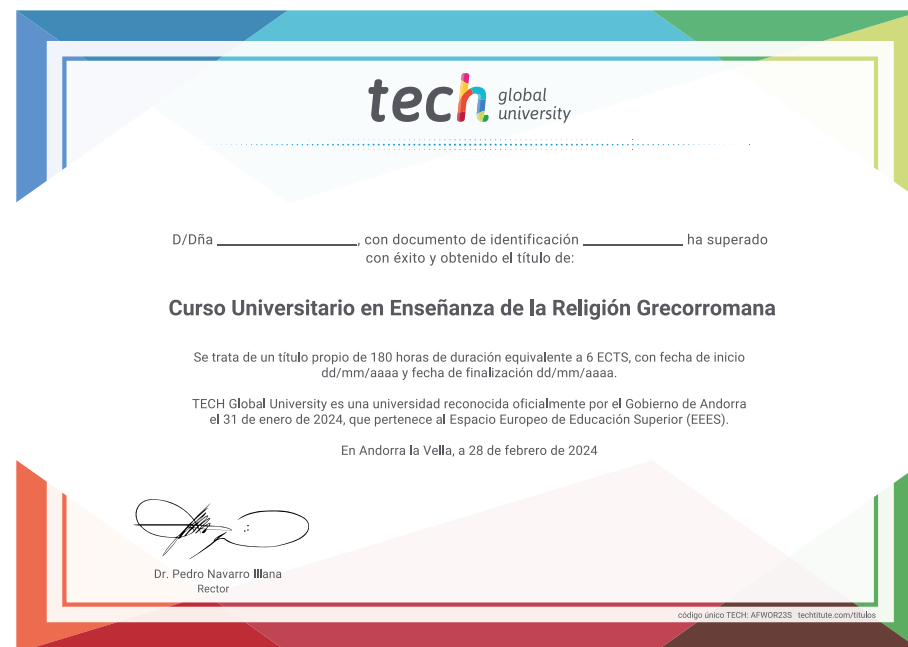 tech global university
D/Dña ________________, con documento de identificación ____________ ha superado
con éxito y obtenido el título de:
Curso Universitario en Enseñanza de la Religión Grecorromana
Se trata de un título propio de 180 horas de duración equivalente a 6 ECTS, con fecha de inicio
dd/mm/aaaa y fecha de finalización dd/mm/aaaa.
TECH Global University es una universidad reconocida oficialmente por el Gobierno de Andorra
el 31 de enero de 2024, que pertenece al Espacio Europeo de Educación Superior (EEES).
En Andorra la Vella, a 28 de febrero de 2024
Dr. Pedro Navarro Illana
Rector
código único TECH: AFWOR23S techtitute.com/titulos